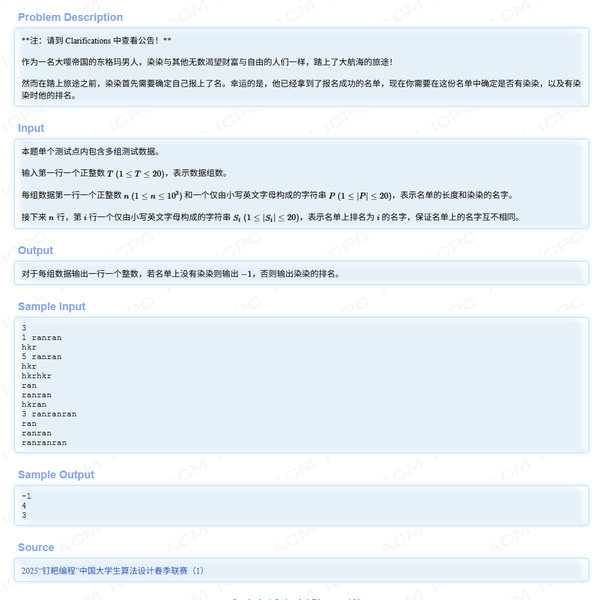 Problem Description
**注：请到 Clarifications 中查看公告！**
作为一名大嘤帝国的东格玛男人，染染与其他无数渴望财富与自由的人们一样，踏上了大航海的旅途！
然而在踏上旅途之前，染染首先需要确定自己报上了名。幸运的是，他已经拿到了报名成功的名单，现在你需要在这份名单中确定是否有染染，以及有染
染时他的排名。
Input
本题单个测试点内包含多组测试数据。
输入第一行一个正整数 T (1 ≤ T ≤ 20)，表示数据组数。
每组数据第一行一个正整数 n (1 ≤ n ≤ 10³) 和一个仅由小写英文字母构成的字符串 P (1 ≤ |P| ≤ 20)，表示名单的长度和染染的名字。
接下来 n 行，第 i 行一个仅由小写英文字母构成的字符串 Sᵢ (1 ≤ |Sᵢ| ≤ 20)，表示名单上排名为 i 的名字，保证名单上的名字互不相同。
Output
对于每组数据输出一行一个整数，若名单上没有染染则输出 −1，否则输出染染的排名。
Sample Input
3
1 ranran
hkr
5 ranran
hkr
hkrhkr
ran
ranran
hkran
3 ranranran
ran
ranran
ranranran
Sample Output
-1
4
3
Source
2025“钉耙编程”中国大学生算法设计春季联赛（1）